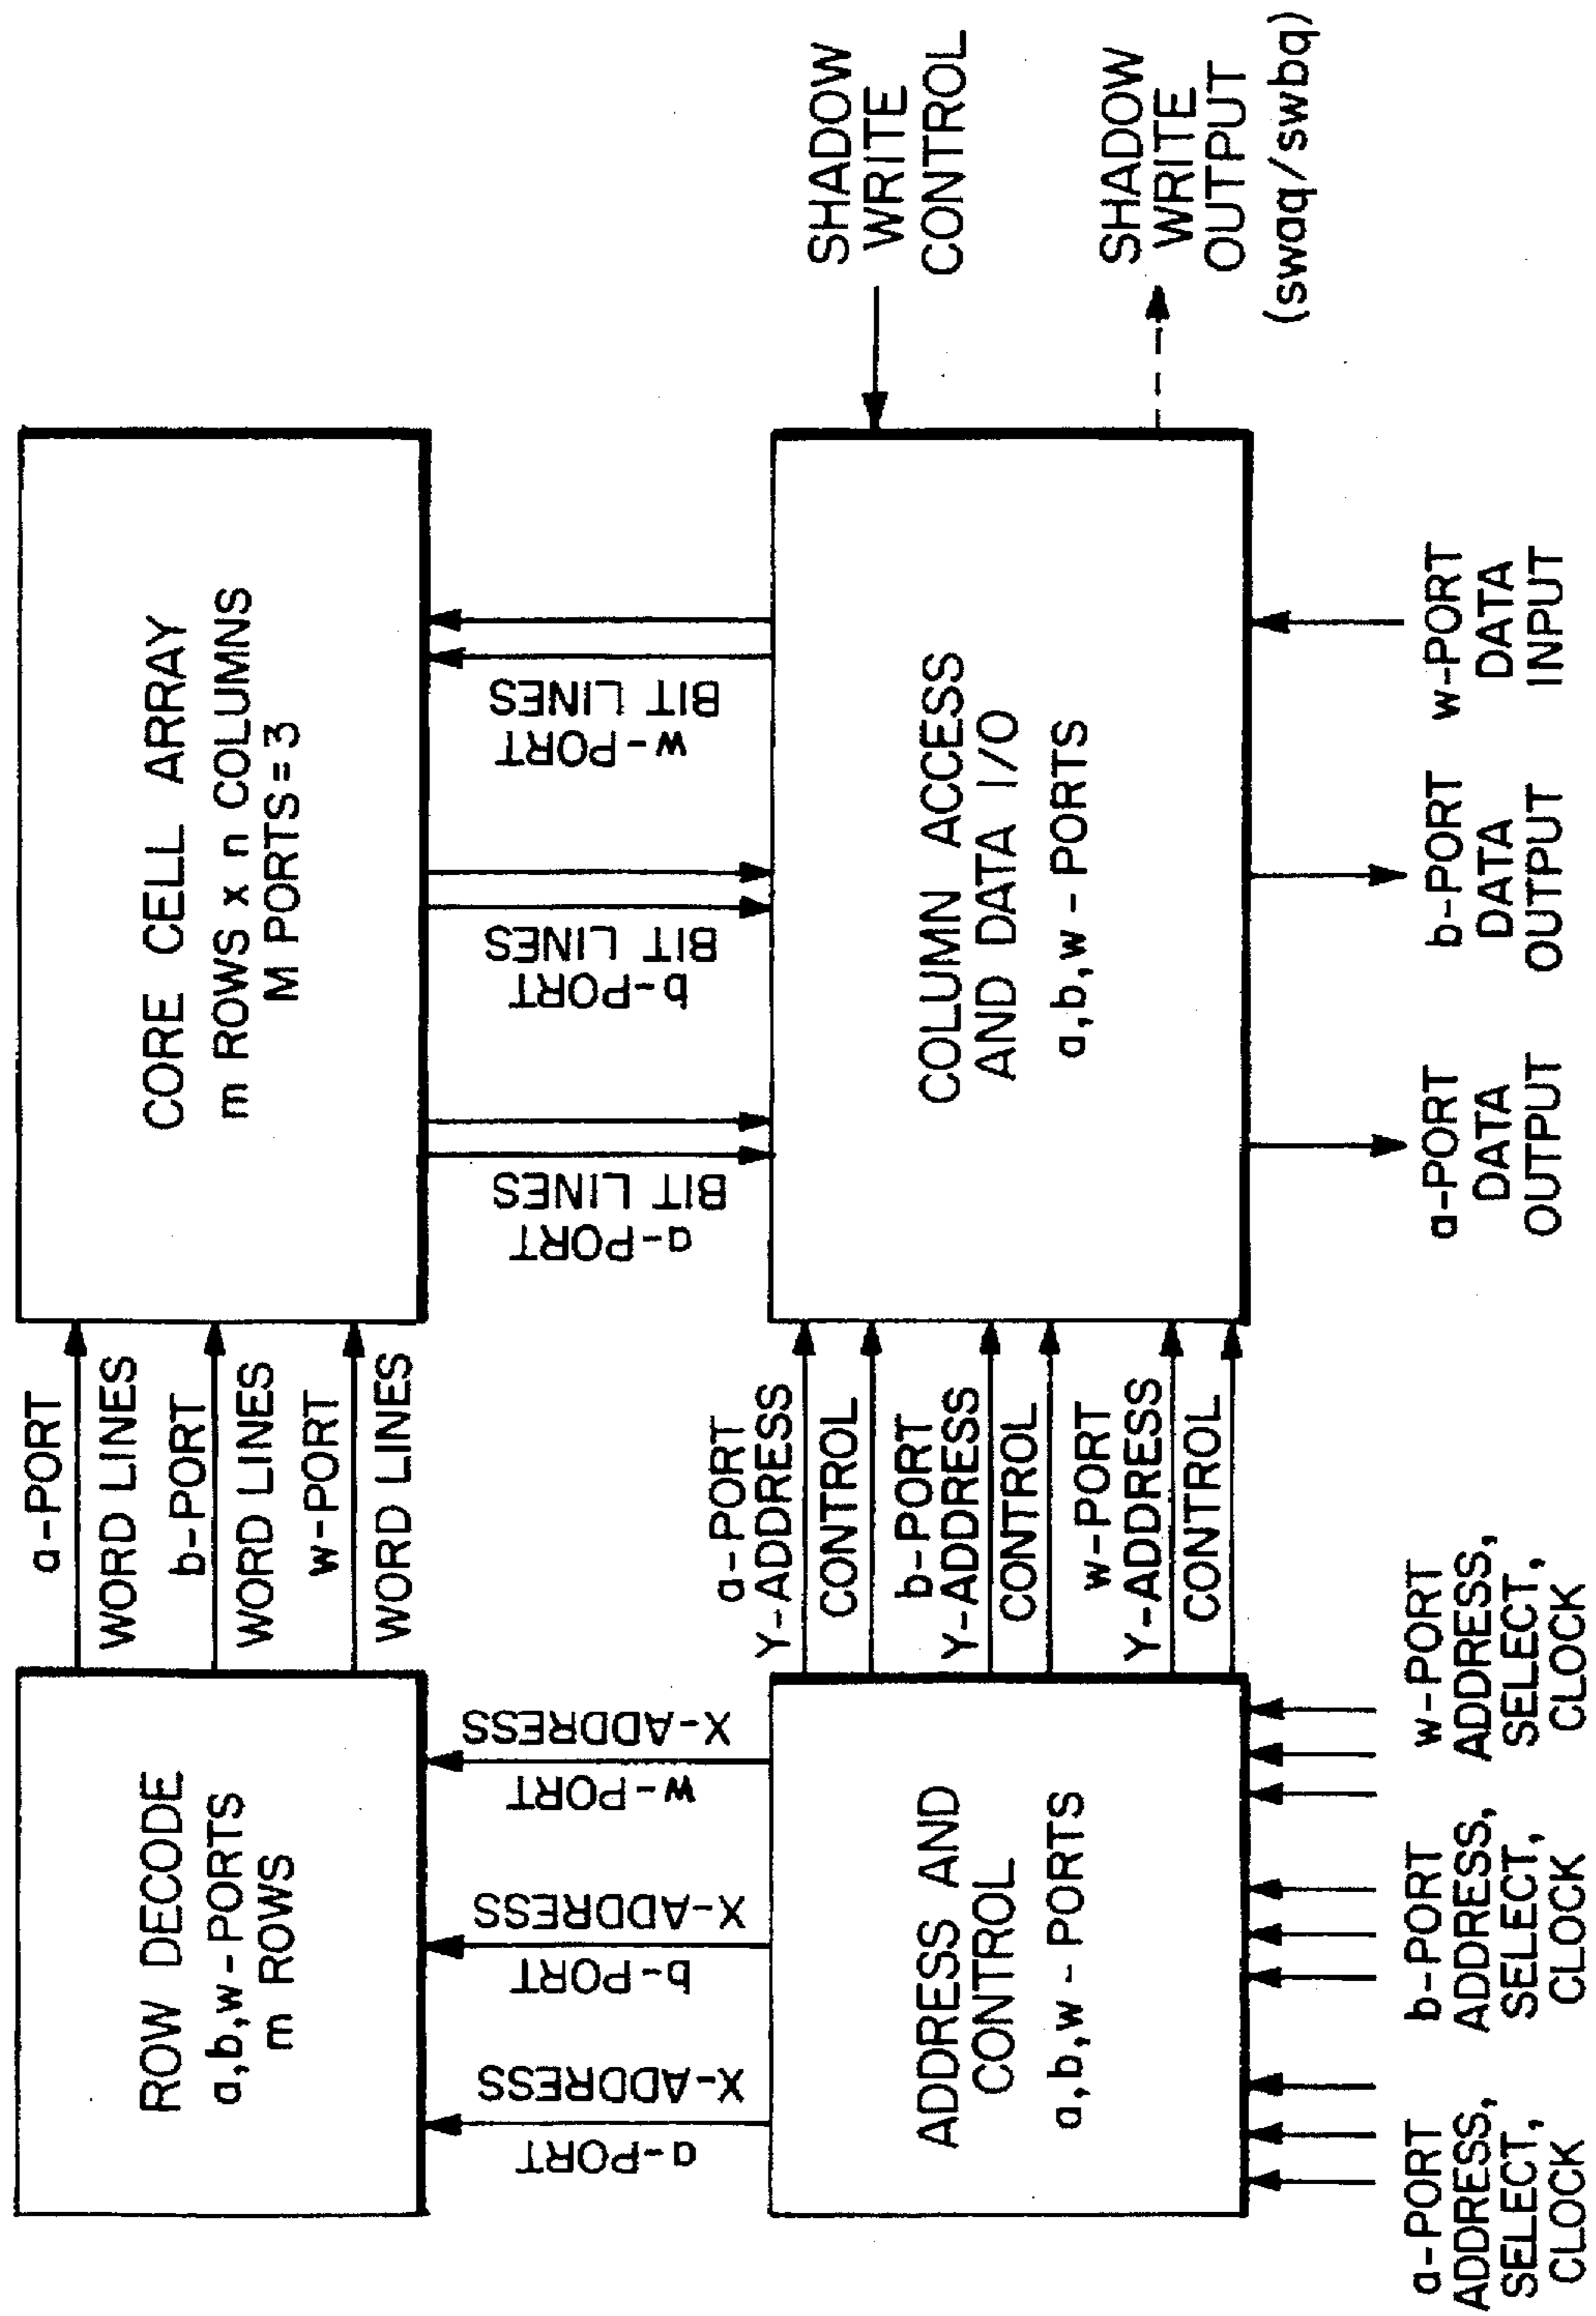 ROW DECODE
a,b,w-PORTS
m ROWS
a-PORT
WORD LINES
b-PORT
WORD LINES
w-PORT
WORD LINES
CORE CELL ARRAY
m ROWS x n COLUMNS
M PORTS=3
a-PORT
X-ADDRESS
b-PORT
X-ADDRESS
w-PORT
X-ADDRESS
a-PORT
BIT LINES
b-PORT
BIT LINES
w-PORT
BIT LINES
ADDRESS AND
CONTROL
a,b,w-PORTS
a-PORT
Y-ADDRESS
CONTROL
b-PORT
Y-ADDRESS
CONTROL
w-PORT
Y-ADDRESS
CONTROL
COLUMN ACCESS
AND DATA I/O
a,b,w-PORTS
SHADOW
WRITE
CONTROL
SHADOW
WRITE
OUTPUT
(swaq/swbq)
a-PORT
ADDRESS,
SELECT,
CLOCK
b-PORT
ADDRESS,
SELECT,
CLOCK
w-PORT
ADDRESS,
SELECT,
CLOCK
a-PORT
DATA
OUTPUT
b-PORT
DATA
OUTPUT
w-PORT
DATA
INPUT